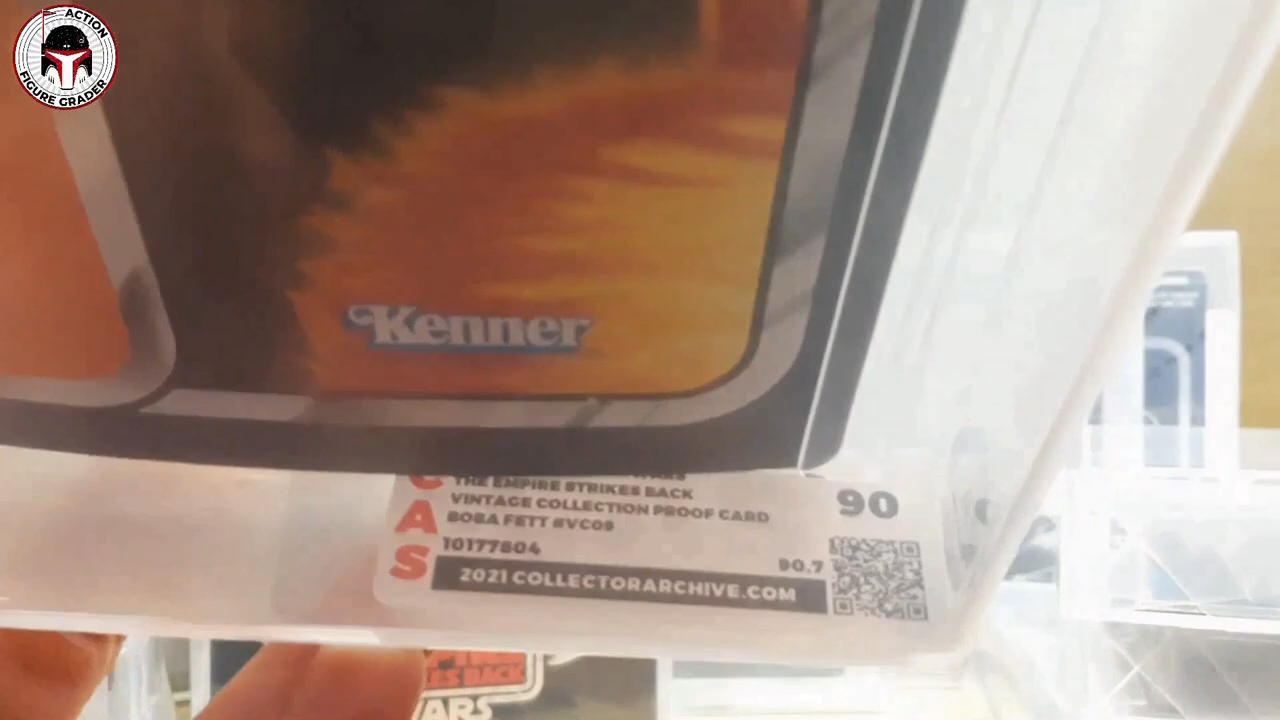 ACTION
FIGURE GRADER
Kenner
CAS
THE EMPIRE STRIKES BACK
VINTAGE COLLECTION PROOF CARD
BOBA FETT #VC09
90
10177804
90.7
2021 COLLECTORARCHIVE.COM